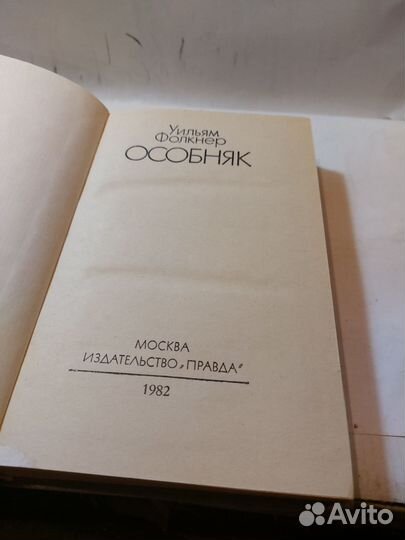 Уильям
Фолкнер
ОСОБНЯК
МОСКВА
ИЗДАТЕЛЬСТВО „ПРАВДА"
1982
Avito